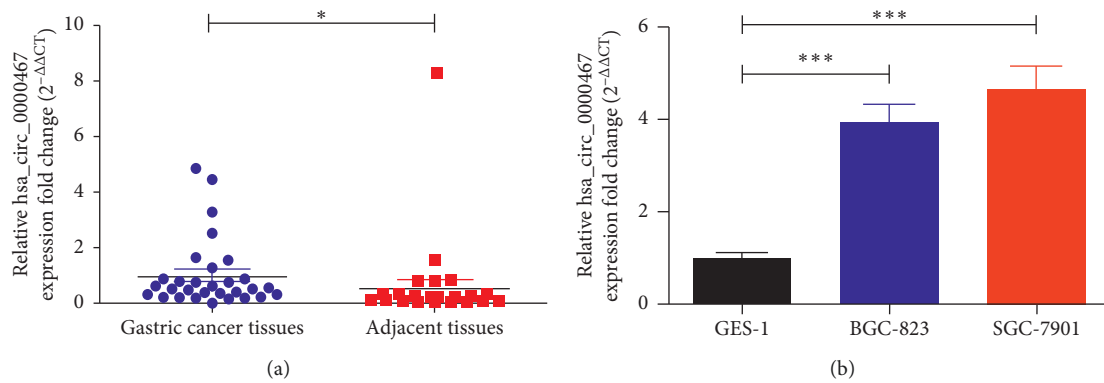 Relative hsa_circ_0000467
expression fold change (2^−ΔΔCT)
10
8
6
4
2
0
*
Gastric cancer tissues
Adjacent tissues
(a)
Relative hsa_circ_0000467
expression fold change (2^−ΔΔCT)
6
4
2
0
***
***
GES-1
BGC-823
SGC-7901
(b)